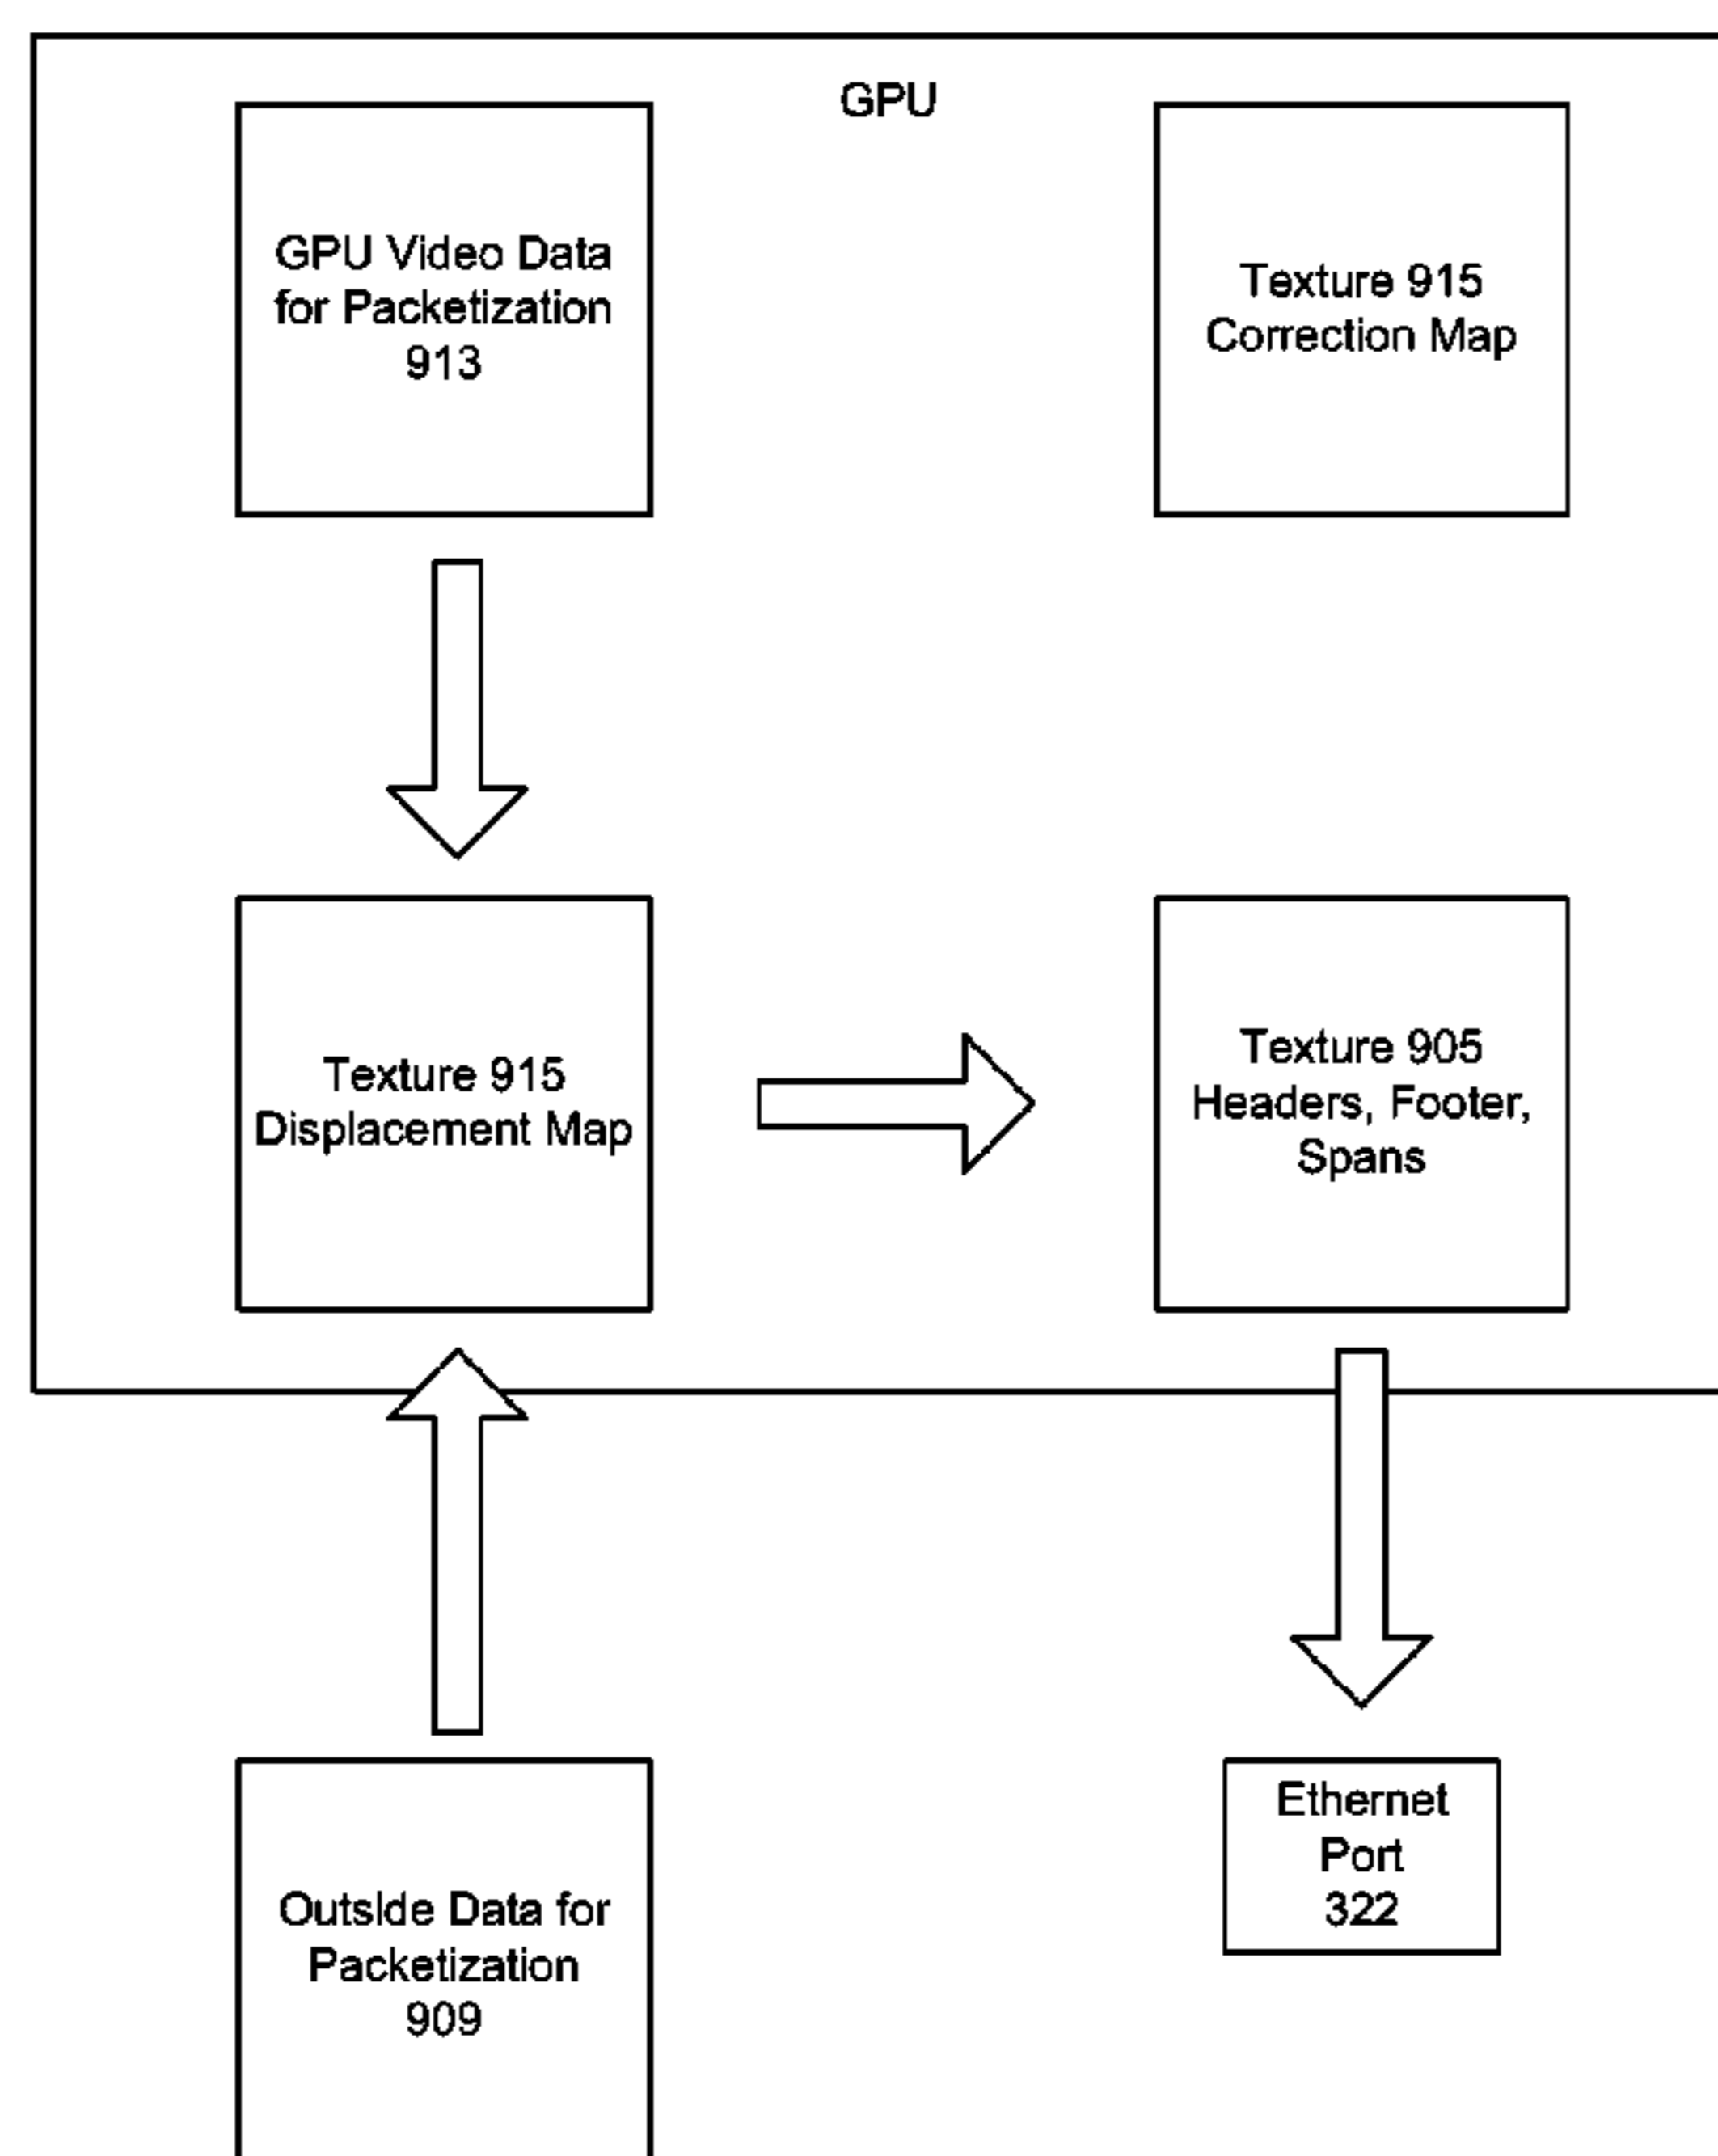 GPU
GPU Video Data
for Packetization
913
Texture 915
Correction Map
Texture 915
Displacement Map
Texture 905
Headers, Footer,
Spans
Outside Data for
Packetization
909
Ethernet
Port
322